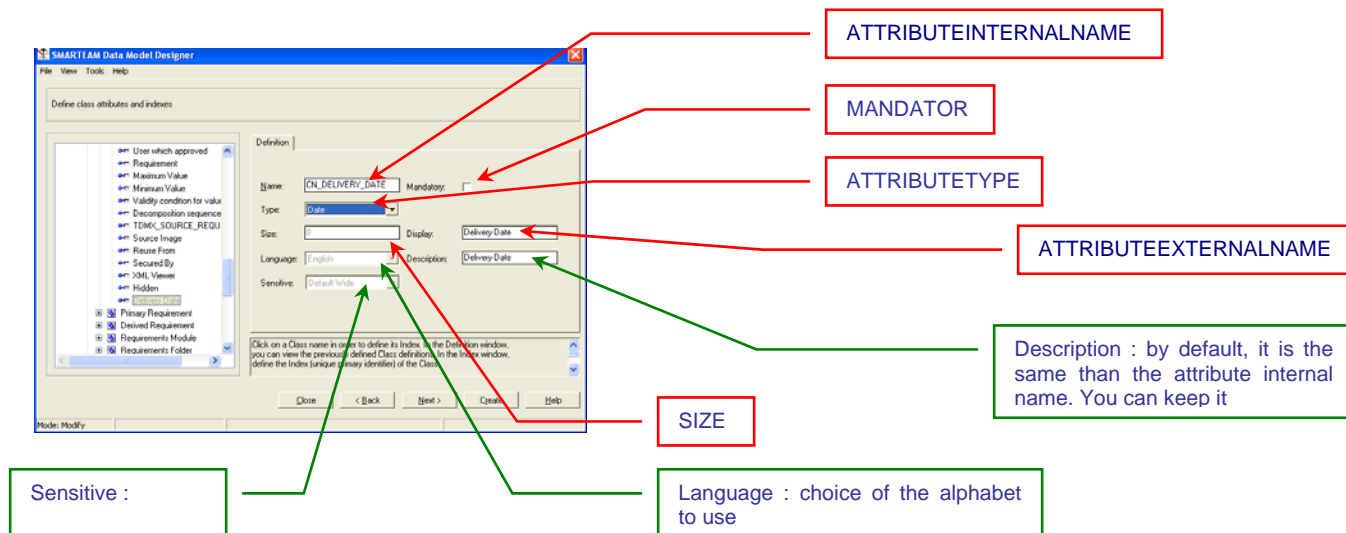 ATTRIBUTEINTERNALNAME
SMARTEAM Data Model Designer
File View Tools Help
MANDATOR
Define class attributes and indexes
Definition
User which approved
Requirement
Maximum Value
Minimum Value
Validity condition for value
Decomposition sequence
TDMX_SOURCE_REQU
Source Image
Reuse From
Secured By
XML Viewer
Hidden
Delivery Date
Primary Requirement
Derived Requirement
Requirements Module
Requirements Folder
Name: CN_DELIVERY_DATE Mandatory:
ATTRIBUTETYPE
Type: Date
Size: Display: Delivery Date
ATTRIBUTEEXTERNALNAME
Language: English Description: Delivery Date
Sensitive: Default Wide
Click on a Class name in order to define its Index. In the Definition window,
you can view the previously defined Class definitions. In the Index window,
define the Index (unique primary identifier) of the Class.
Description : by default, it is the
same than the attribute internal
name. You can keep it
Close < Back Next > Create Help
SIZE
Mode: Modify
Sensitive :
Language : choice of the alphabet
to use